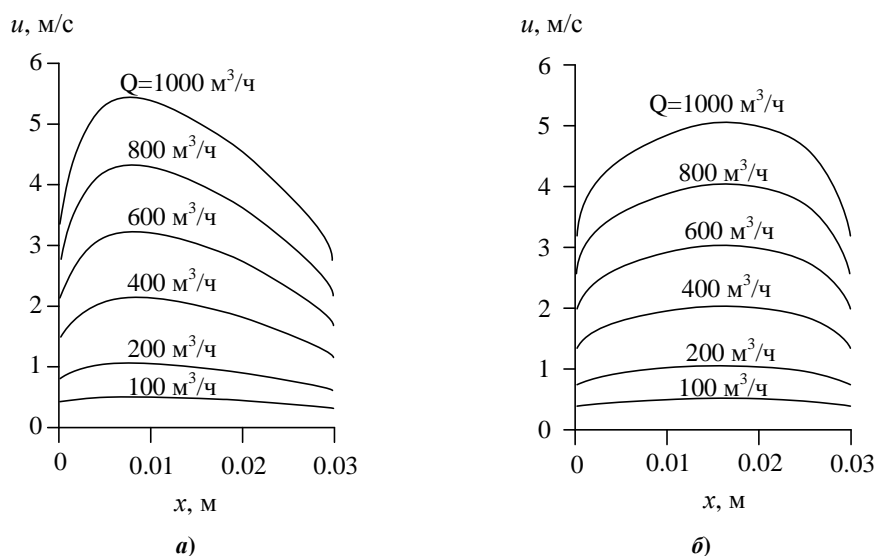 u, м/с
6
Q=1000 м³/ч
5
800 м³/ч
4
600 м³/ч
3
400 м³/ч
2
200 м³/ч
1
100 м³/ч
0
0 0.01 0.02 0.03
x, м
а)
u, м/с
6
Q=1000 м³/ч
5
800 м³/ч
4
600 м³/ч
3
400 м³/ч
2
200 м³/ч
1
100 м³/ч
0
0 0.01 0.02 0.03
x, м
б)